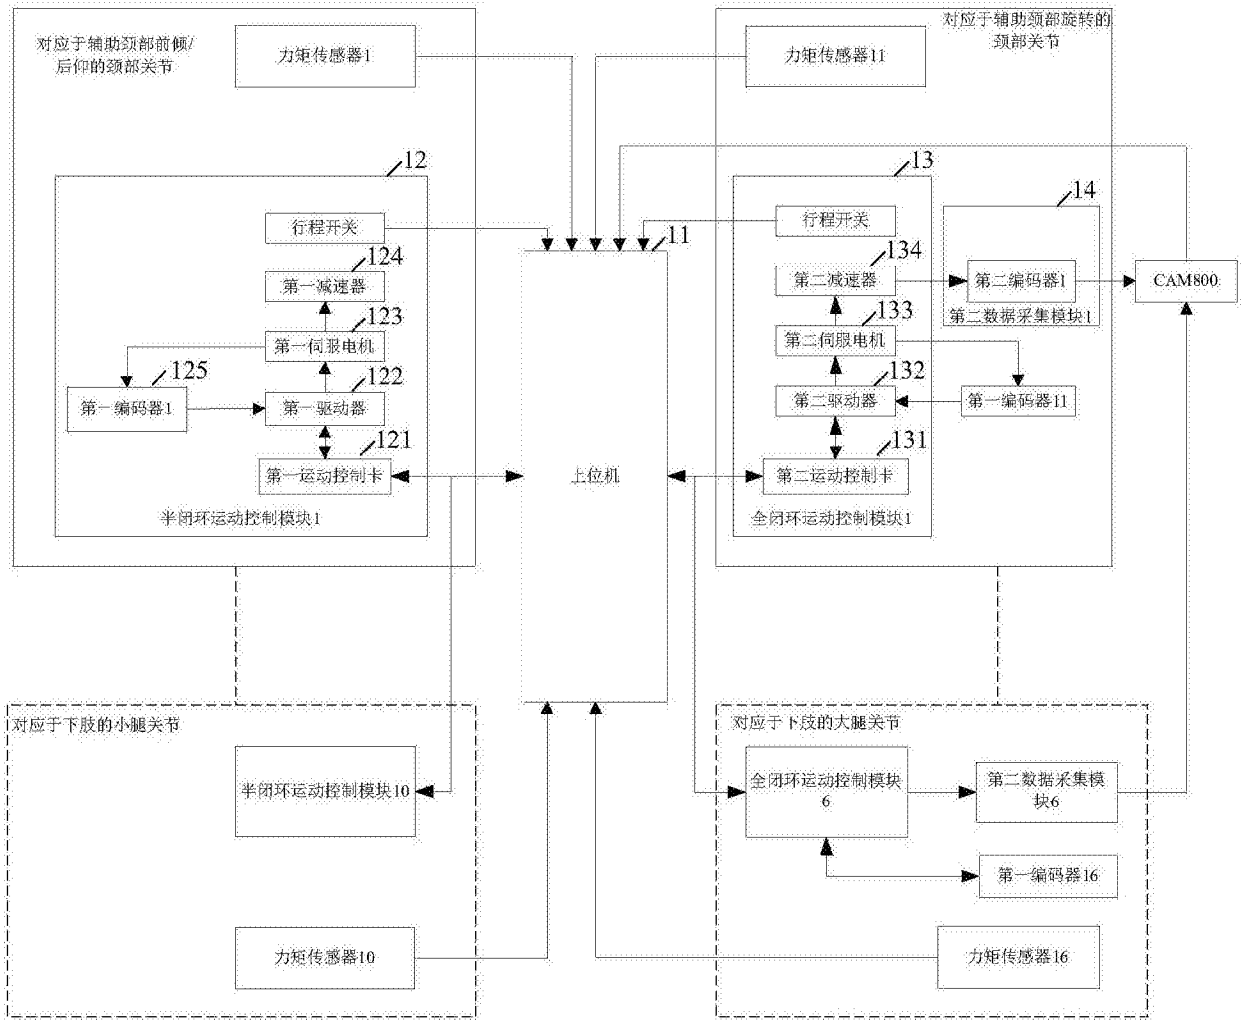 对应于辅助颈部前倾/
后仰的颈部关节
力矩传感器1
12
行程开关
124
第一减速器
123
第一伺服电机
125
第一编码器1
122
第一驱动器
121
第一运动控制卡
半闭环运动控制模块1
11
上位机
对应于辅助颈部旋转的
颈部关节
力矩传感器11
13
行程开关
134
第二减速器
133
第二伺服电机
132
第二驱动器
131
第二运动控制卡
全闭环运动控制模块1
14
第二编码器1
第二数据采集模块1
第一编码器11
CAM800
对应于下肢的小腿关节
半闭环运动控制模块10
力矩传感器10
对应于下肢的大腿关节
全闭环运动控制模块
6
第二数据采集模
块6
第一编码器16
力矩传感器16